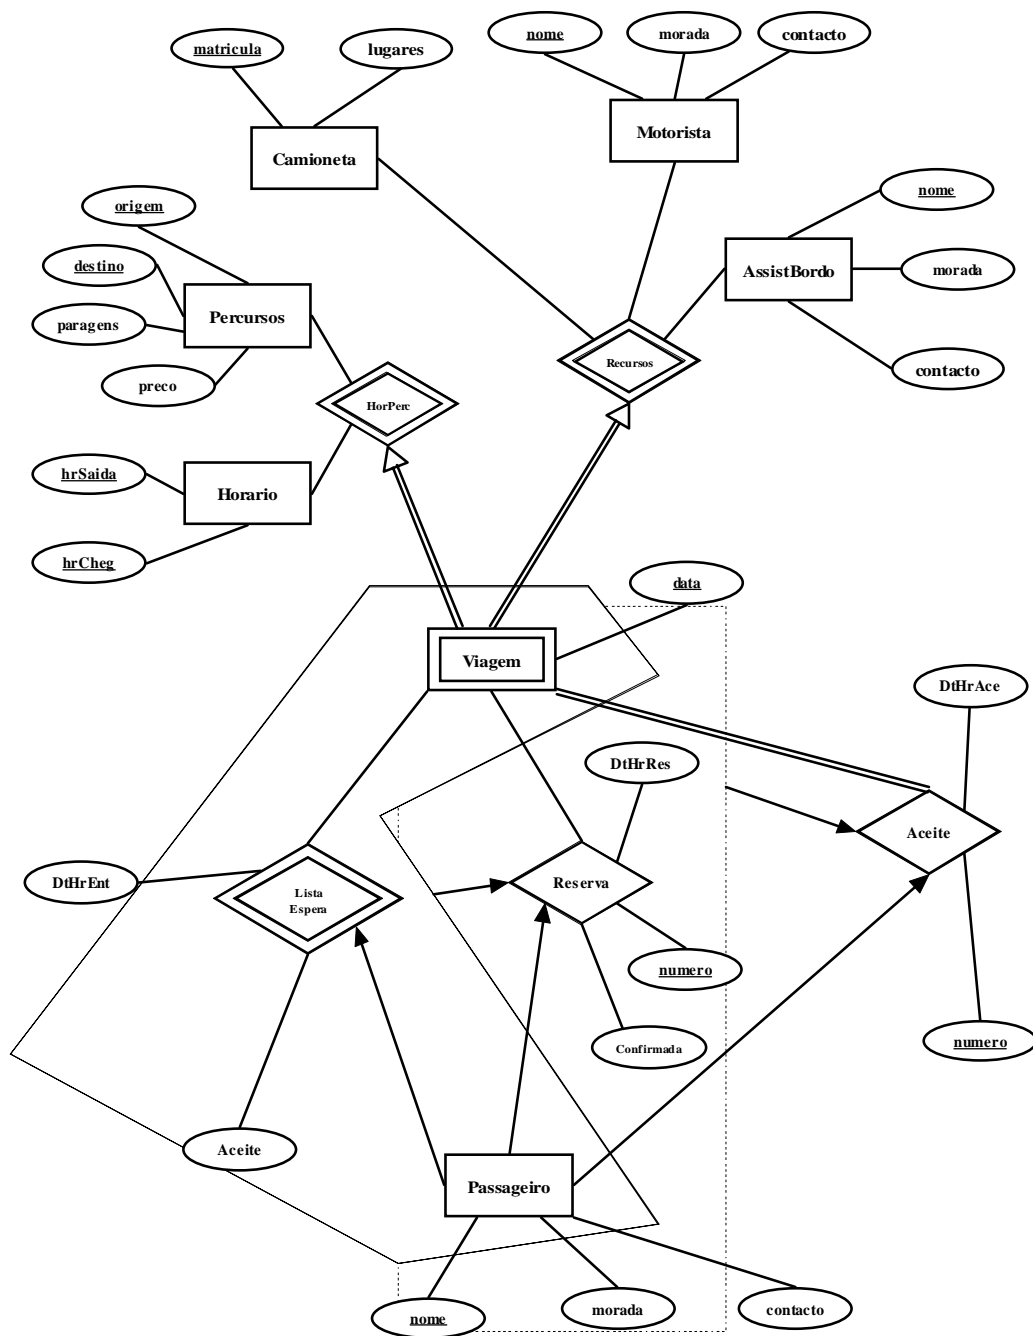 nome
morada
contacto
matricula
lugares
Motorista
Camioneta
nome
origem
destino
AssistBordo
morada
Percursos
paragens
Recursos
contacto
preco
HorPerc
hrSaida
Horario
hrCheg
data
Viagem
DtHrAce
DtHrRes
Aceite
DtHrEnt
Lista
Espera
Reserva
numero
numero
Confirmada
Aceite
Passageiro
nome
morada
contacto